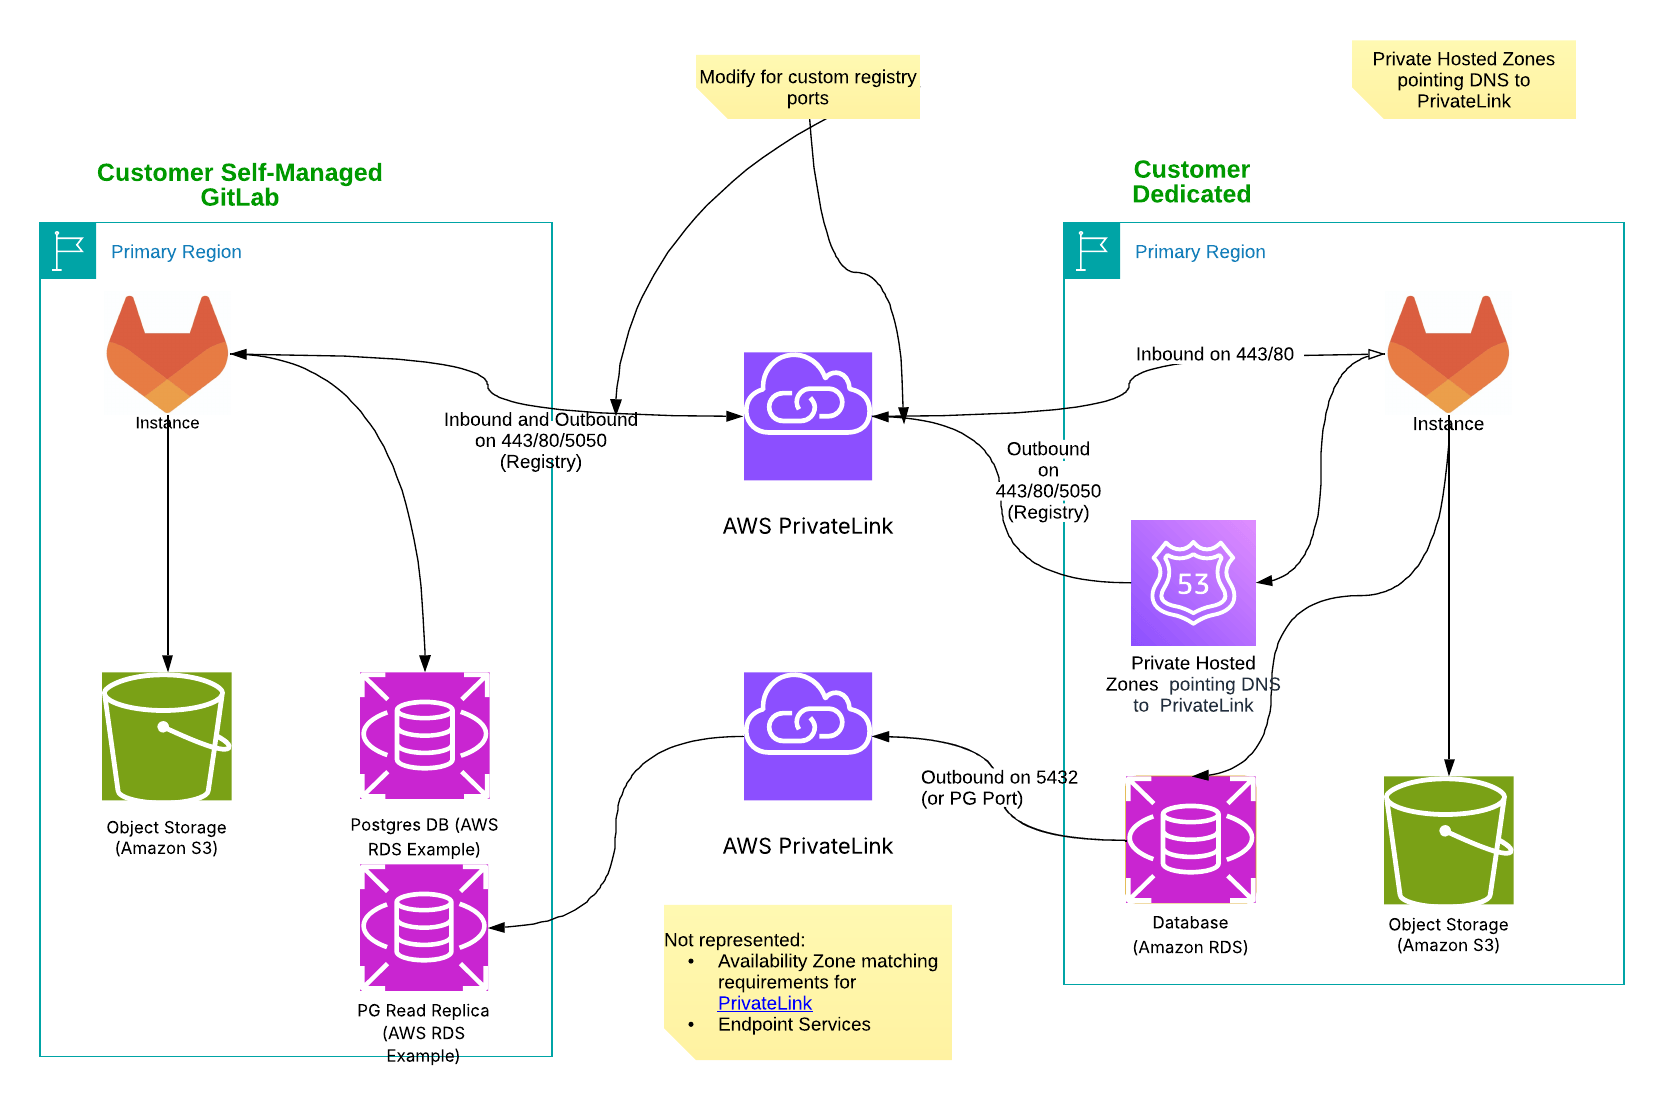 Modify for custom registry
ports
Private Hosted Zones
pointing DNS to
PrivateLink
Customer Self-Managed
GitLab
Customer
Dedicated
Primary Region
Primary Region
Instance
Inbound and Outbound
on 443/80/5050
(Registry)
AWS PrivateLink
Inbound on 443/80
Outbound
on
443/80/5050
(Registry)
Instance
53
Private Hosted
Zones pointing DNS
to PrivateLink
Object Storage
(Amazon S3)
Postgres DB (AWS
RDS Example)
PG Read Replica
(AWS RDS
Example)
AWS PrivateLink
Outbound on 5432
(or PG Port)
Database
(Amazon RDS)
Object Storage
(Amazon S3)
Not represented:
• Availability Zone matching
requirements for
PrivateLink
• Endpoint Services